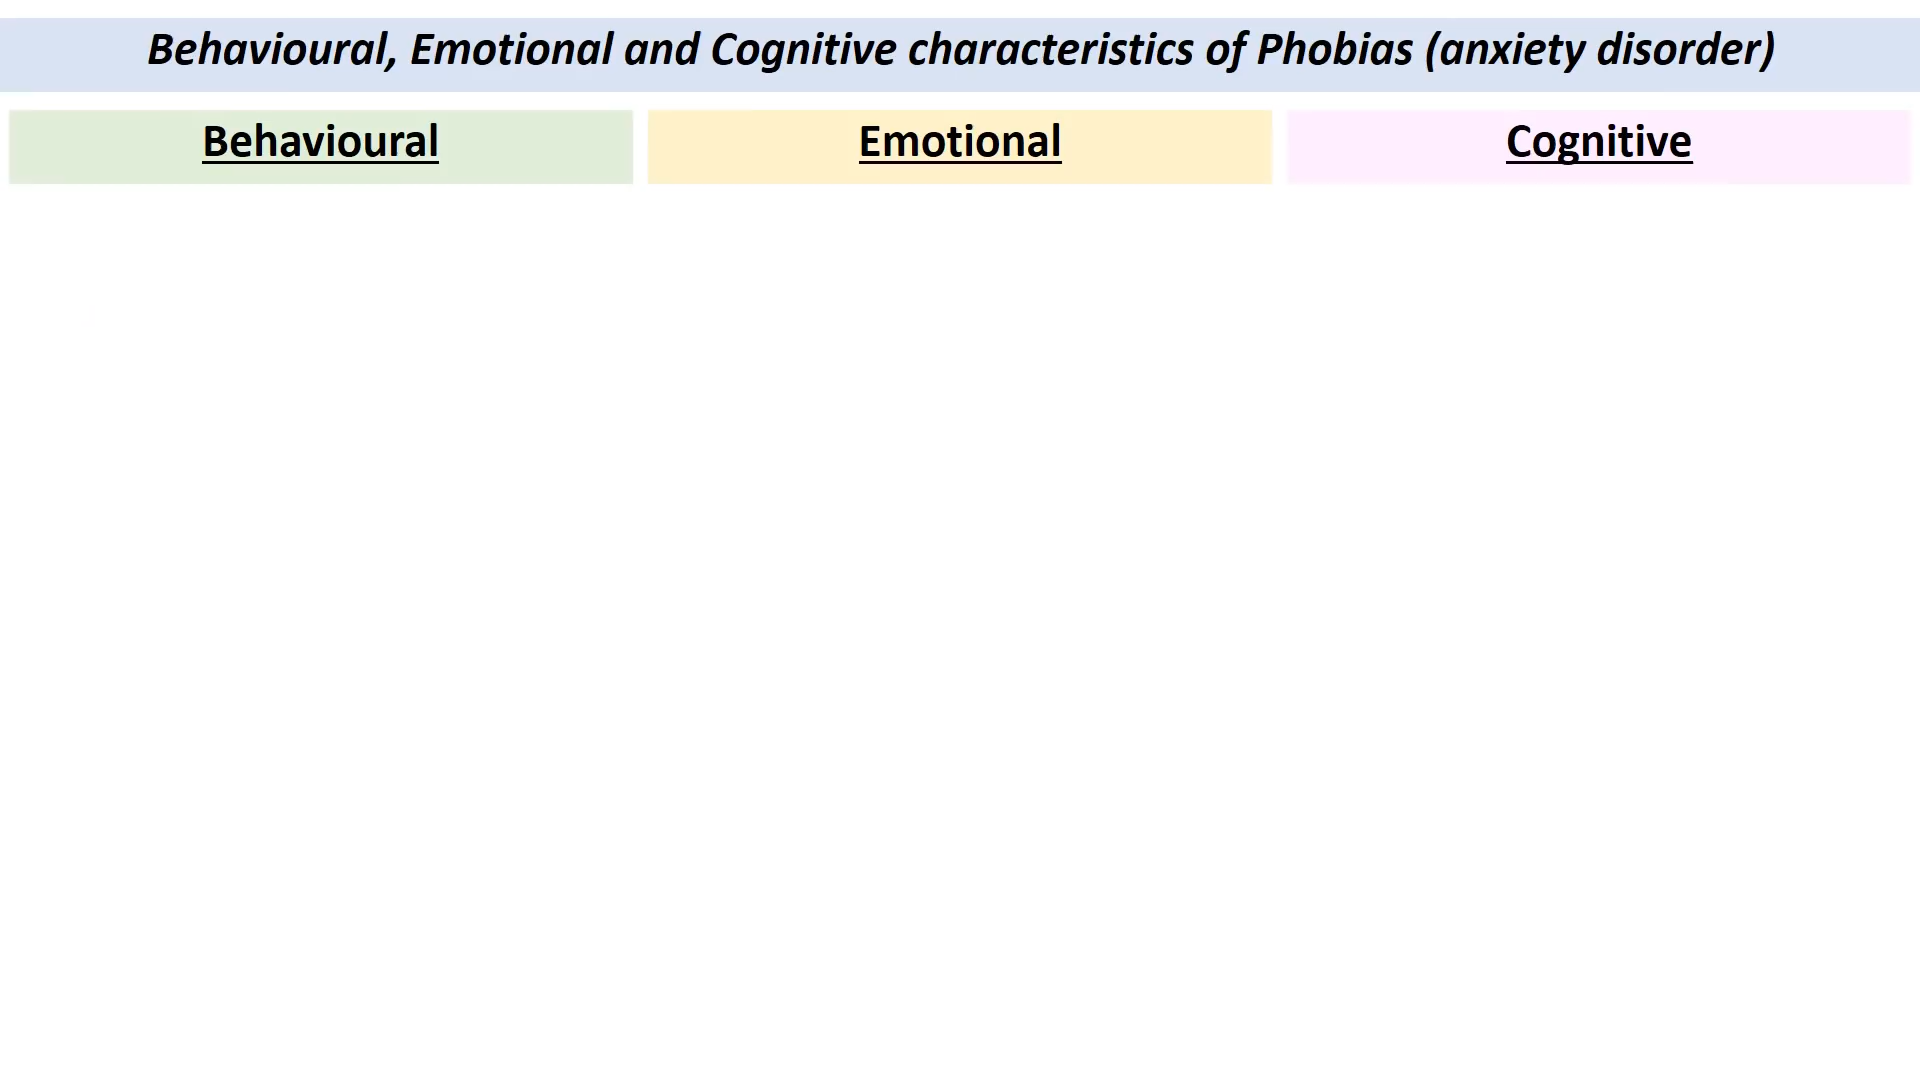 Behavioural, Emotional and Cognitive characteristics of Phobias (anxiety disorder)
Behavioural
Emotional
Cognitive